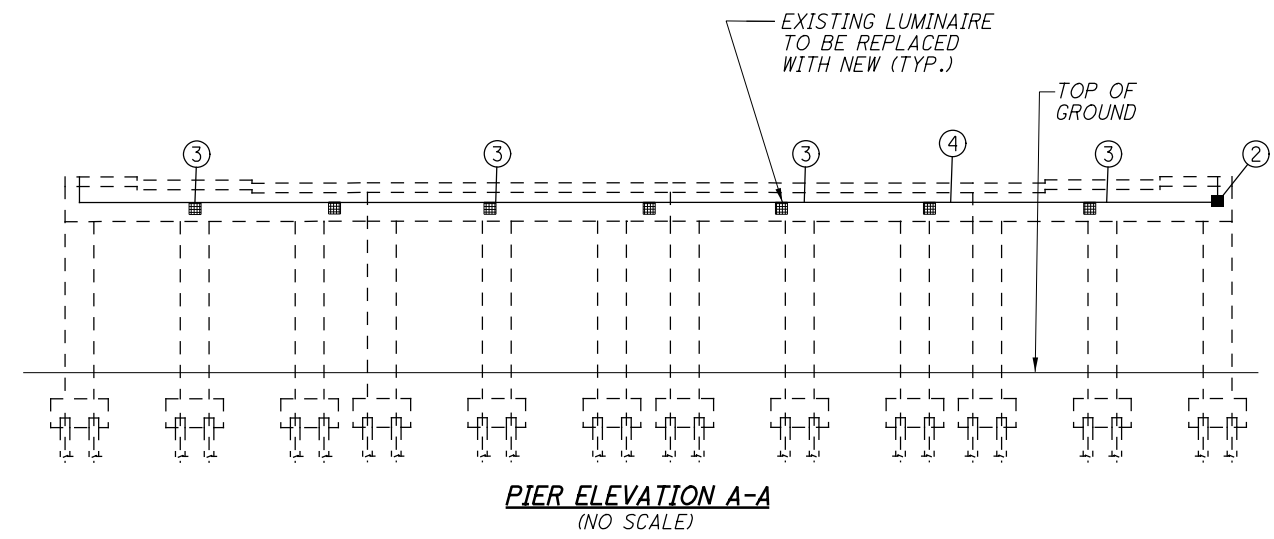 EXISTING LUMINAIRE
TO BE REPLACED
WITH NEW (TYP.)
TOP OF
GROUND
3
3
3
4
3
2
PIER ELEVATION A-A
(NO SCALE)